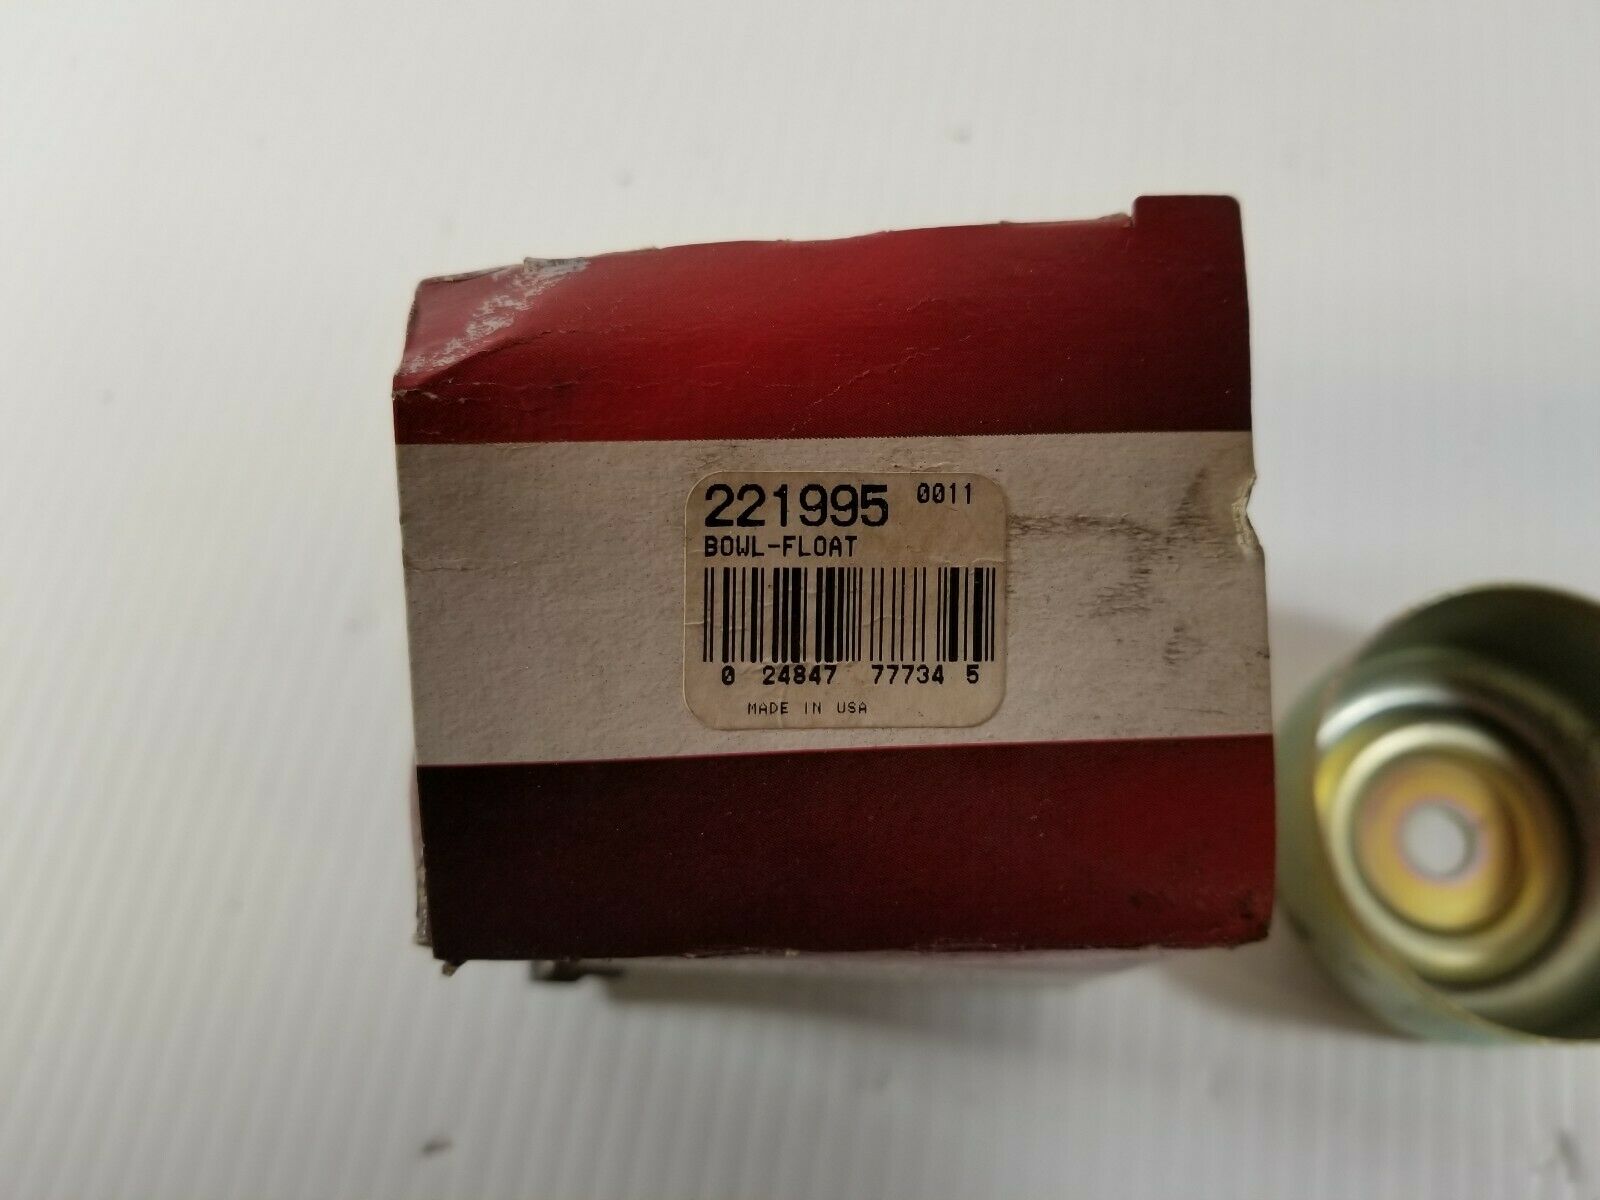 221995 0011
BOWL-FLOAT
0 24847 77734 5
MADE IN USA